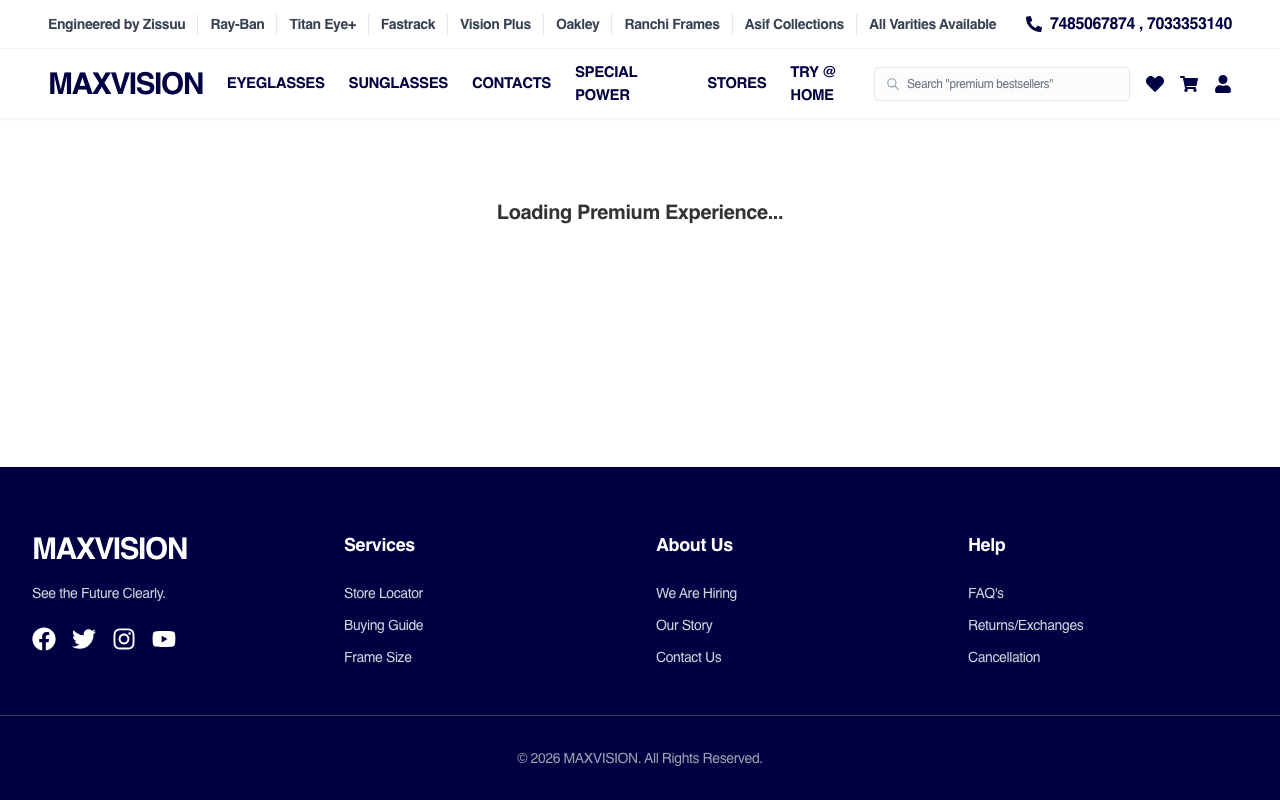 Engineered by Zissuu Ray-Ban Titan Eye+ Fastrack Vision Plus Oakley Ranchi Frames Asif Collections All Varities Available 7485067874 , 7033353140
MAXVISION EYEGLASSES SUNGLASSES CONTACTS SPECIAL POWER STORES TRY @ HOME Search "premium bestsellers"
Loading Premium Experience...
MAXVISION
See the Future Clearly.
Services
Store Locator
Buying Guide
Frame Size
About Us
We Are Hiring
Our Story
Contact Us
Help
FAQ's
Returns/Exchanges
Cancellation
© 2026 MAXVISION. All Rights Reserved.